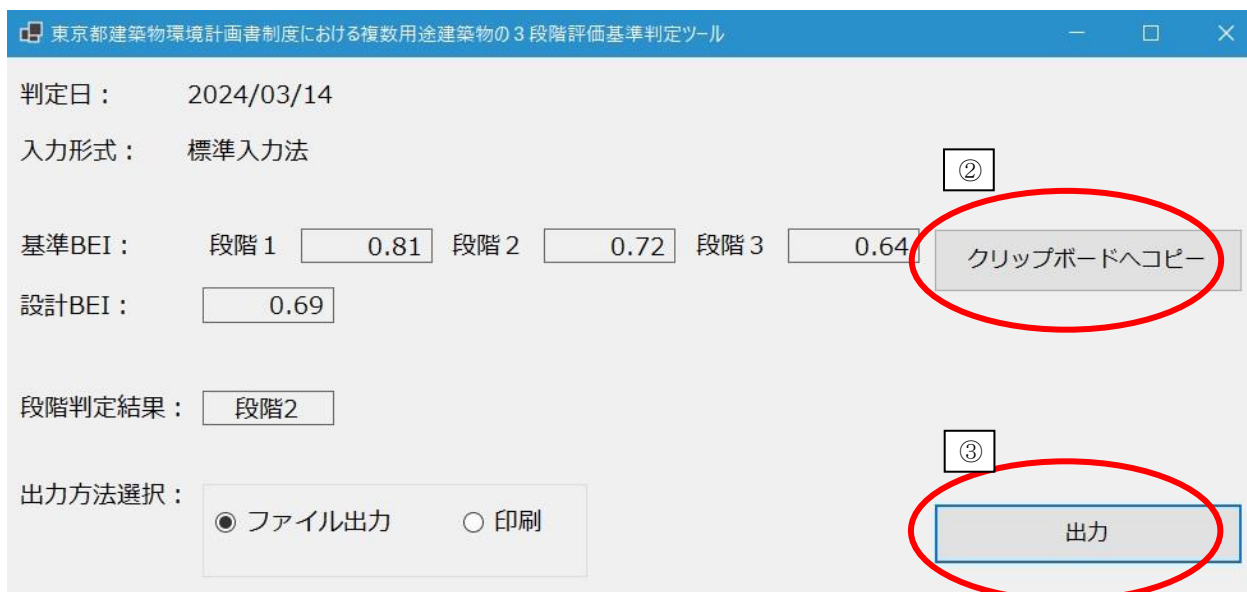 東京都建築物環境計画書制度における複数用途建築物の3段階評価基準判定ツール
判定日： 2024/03/14
入力形式： 標準入力法
②
基準BEI： 段階1 0.81 段階2 0.72 段階3 0.64 クリップボードへコピー
設計BEI： 0.69
段階判定結果： 段階2
③
出力方法選択： ファイル出力 印刷 出力